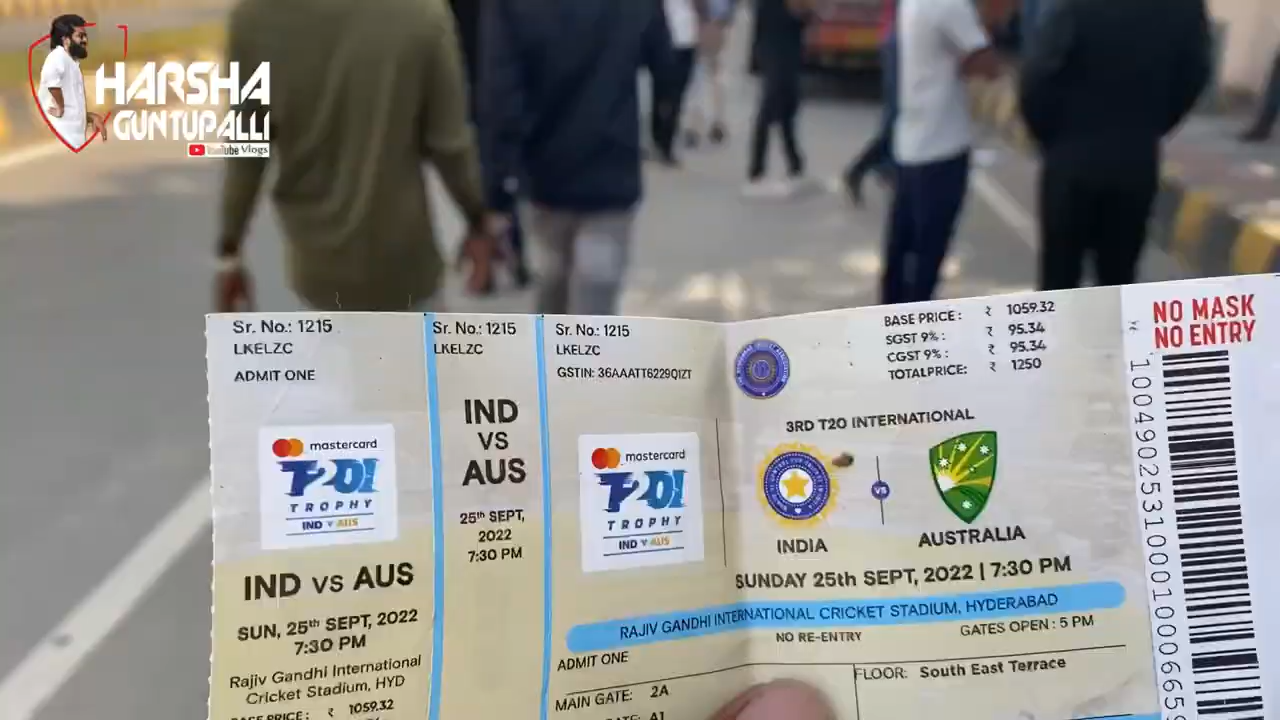 HARSHA
GUNTUPALLI
YouTube Vlogs
Sr. No.: 1215
LKELZC
ADMIT ONE
mastercard
T20I
TROPHY
IND V AUS
IND VS AUS
SUN, 25th SEPT, 2022
7:30 PM
Rajiv Gandhi International
Cricket Stadium, HYD
BASE PRICE: ₹ 1059.32
Sr. No.: 1215
LKELZC
IND
VS
AUS
25th SEPT,
2022
7:30 PM
Sr. No.: 1215
LKELZC
GSTIN: 36AAATT6229Q1ZT
mastercard
T20I
TROPHY
IND V AUS
BASE PRICE: ₹ 1059.32
SGST 9%: ₹ 95.34
CGST 9%: ₹ 95.34
TOTALPRICE: ₹ 1250
3RD T20 INTERNATIONAL
VS
INDIA
AUSTRALIA
SUNDAY 25th SEPT, 2022 | 7:30 PM
RAJIV GANDHI INTERNATIONAL CRICKET STADIUM, HYDERABAD
NO RE-ENTRY
GATES OPEN : 5 PM
ADMIT ONE
FLOOR: South East Terrace
MAIN GATE: 2A
GATE: A1
NO MASK
NO ENTRY
10049025310001000665